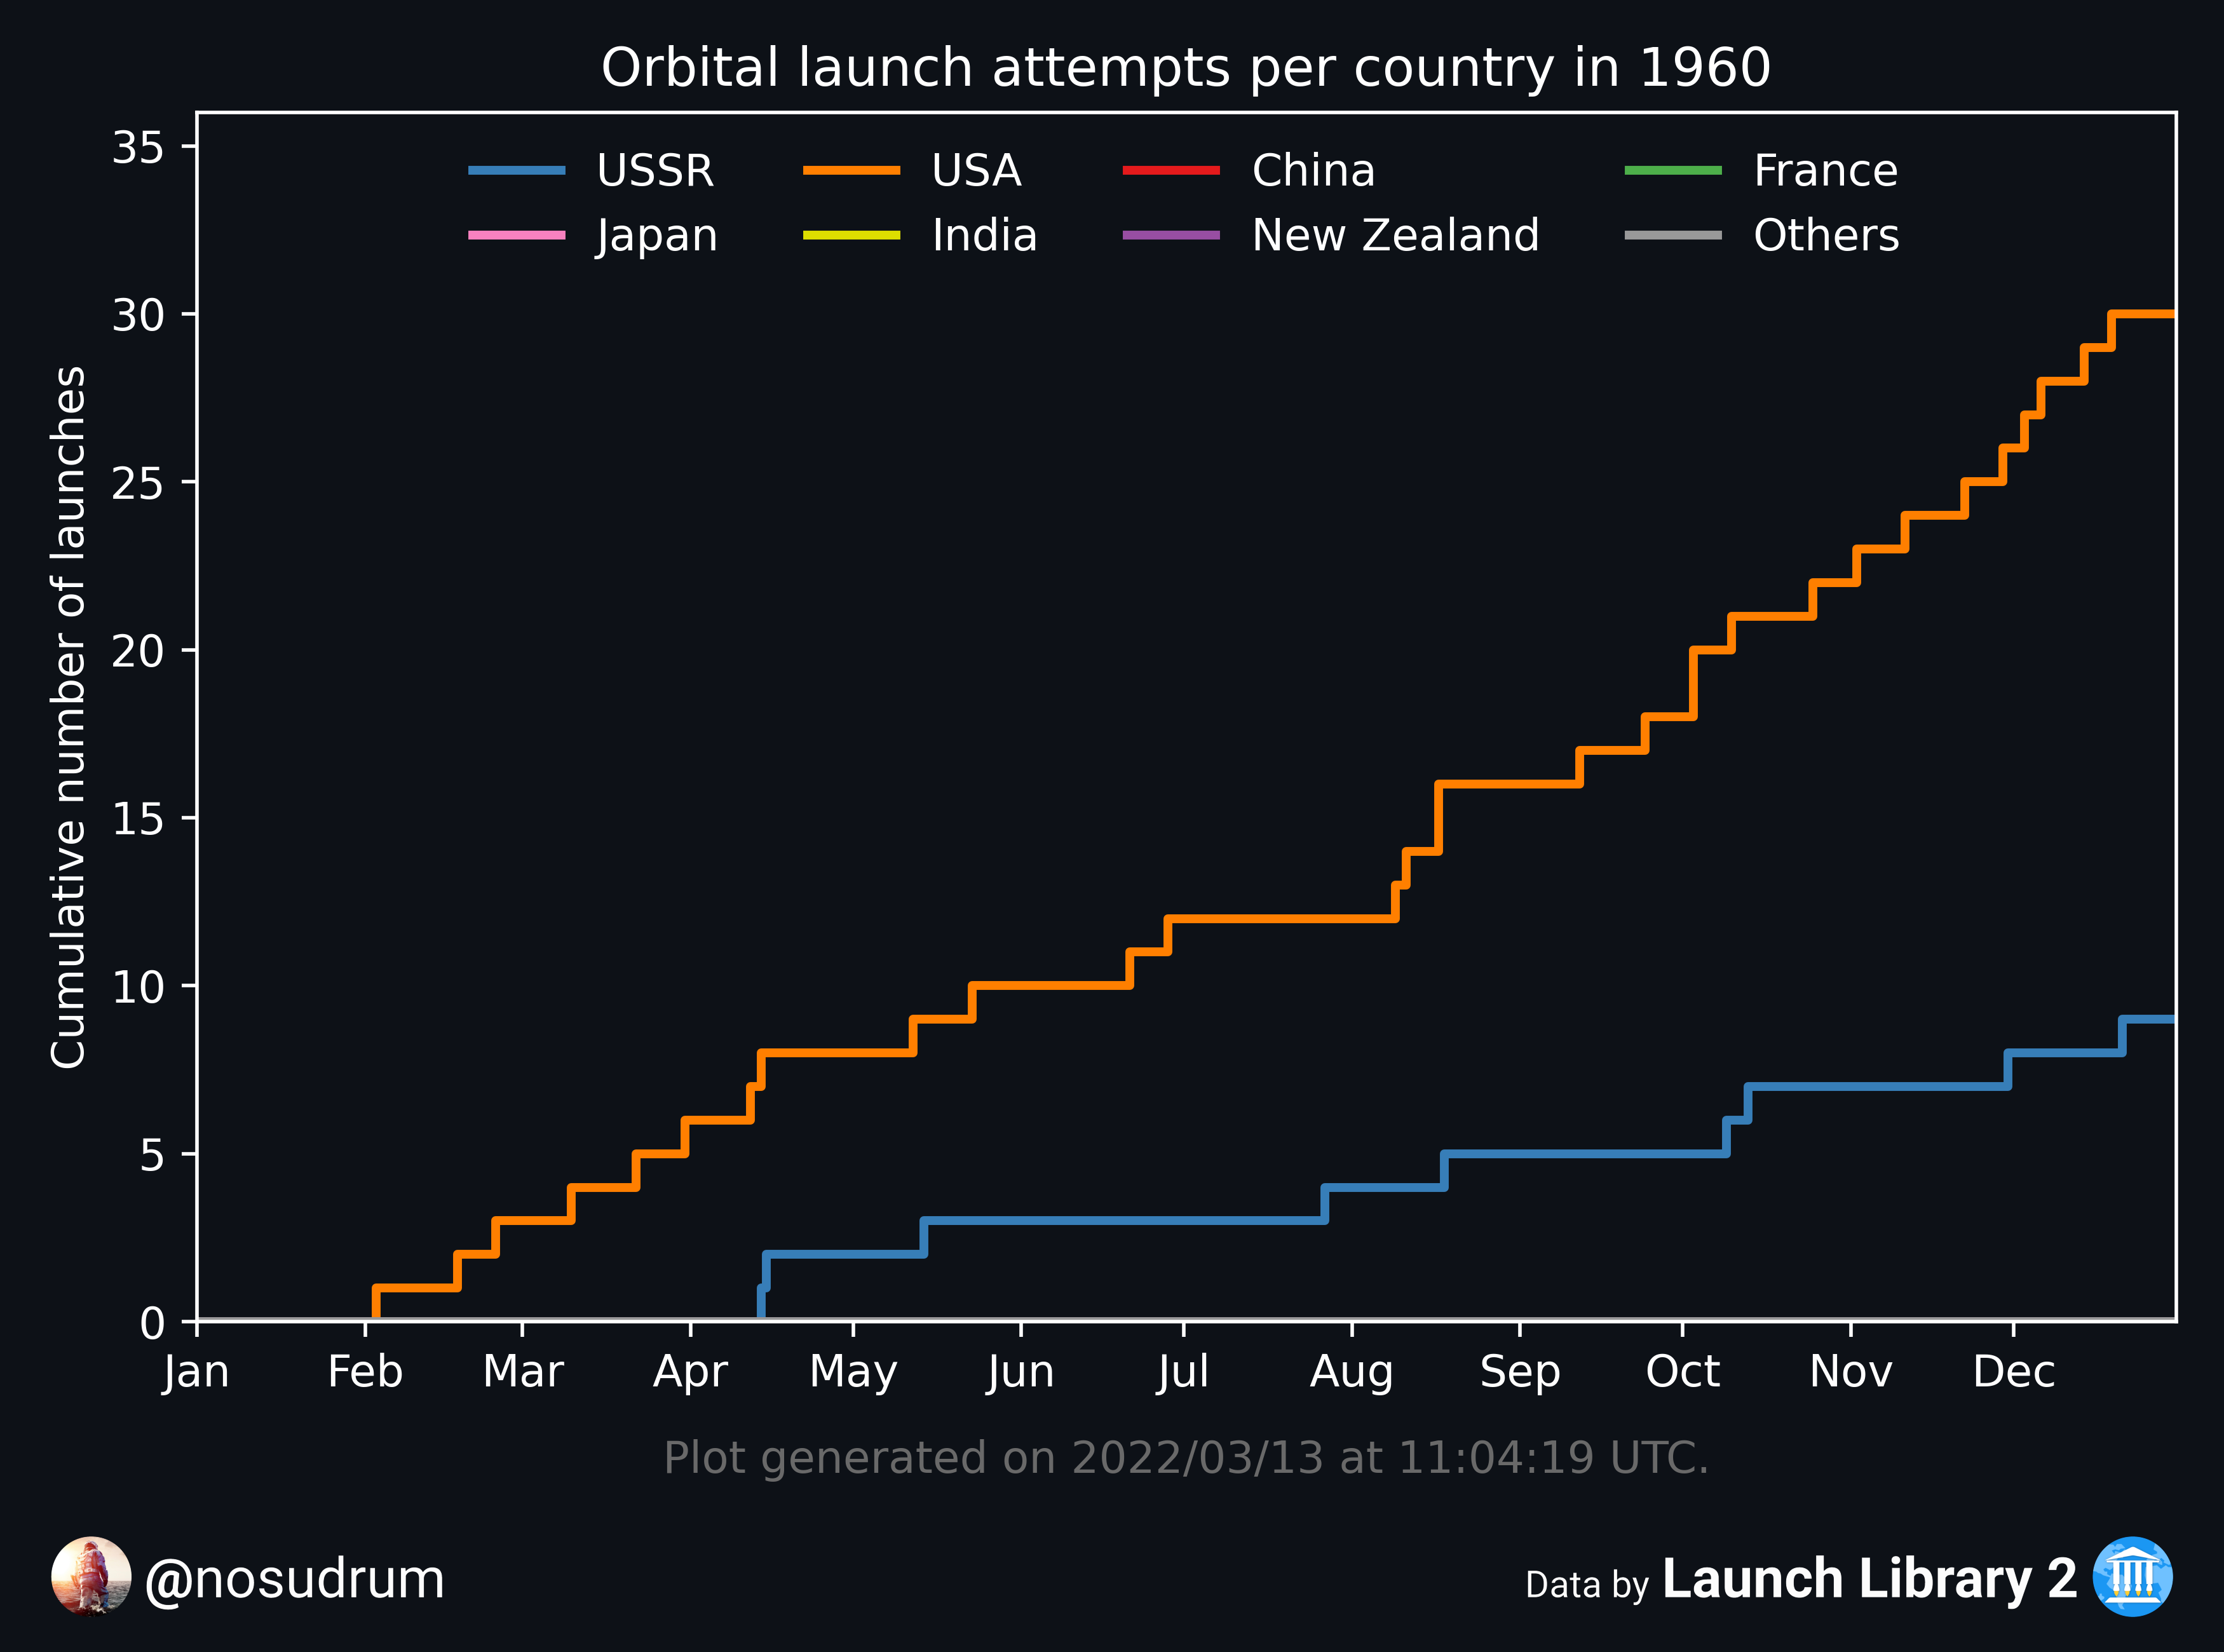 Orbital launch attempts per country in 1960
USSR USA China France
Japan India New Zealand Others
Cumulative number of launches
35
30
25
20
15
10
5
0
Jan Feb Mar Apr May Jun Jul Aug Sep Oct Nov Dec
Plot generated on 2022/03/13 at 11:04:19 UTC.
@nosudrum
Data by Launch Library 2